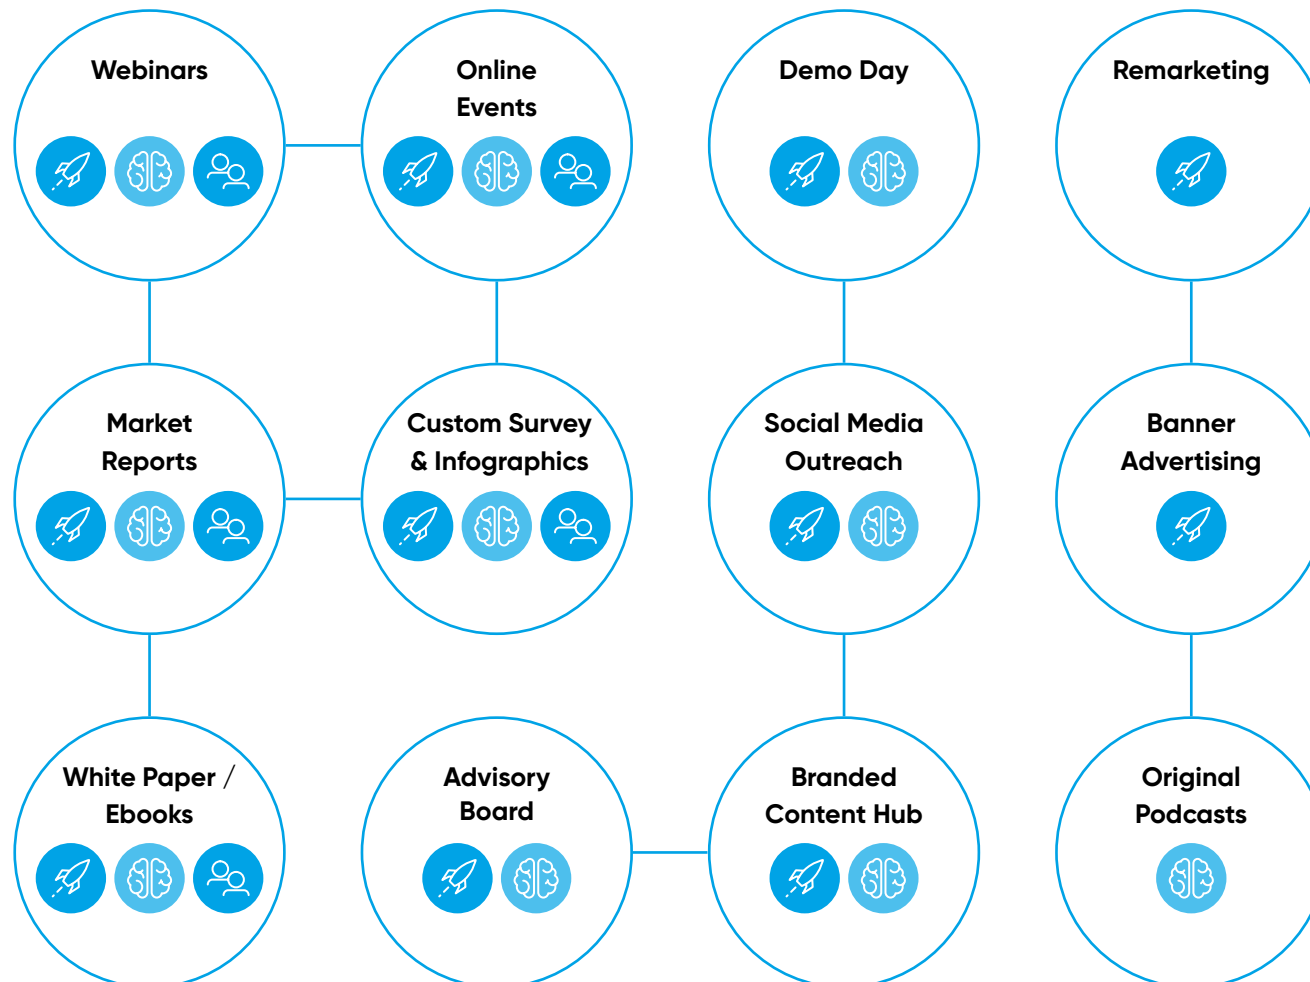 Webinars
Online
Events
Demo Day
Remarketing
Market
Reports
Custom Survey
& Infographics
Social Media
Outreach
Banner
Advertising
White Paper /
Ebooks
Advisory
Board
Branded
Content Hub
Original
Podcasts